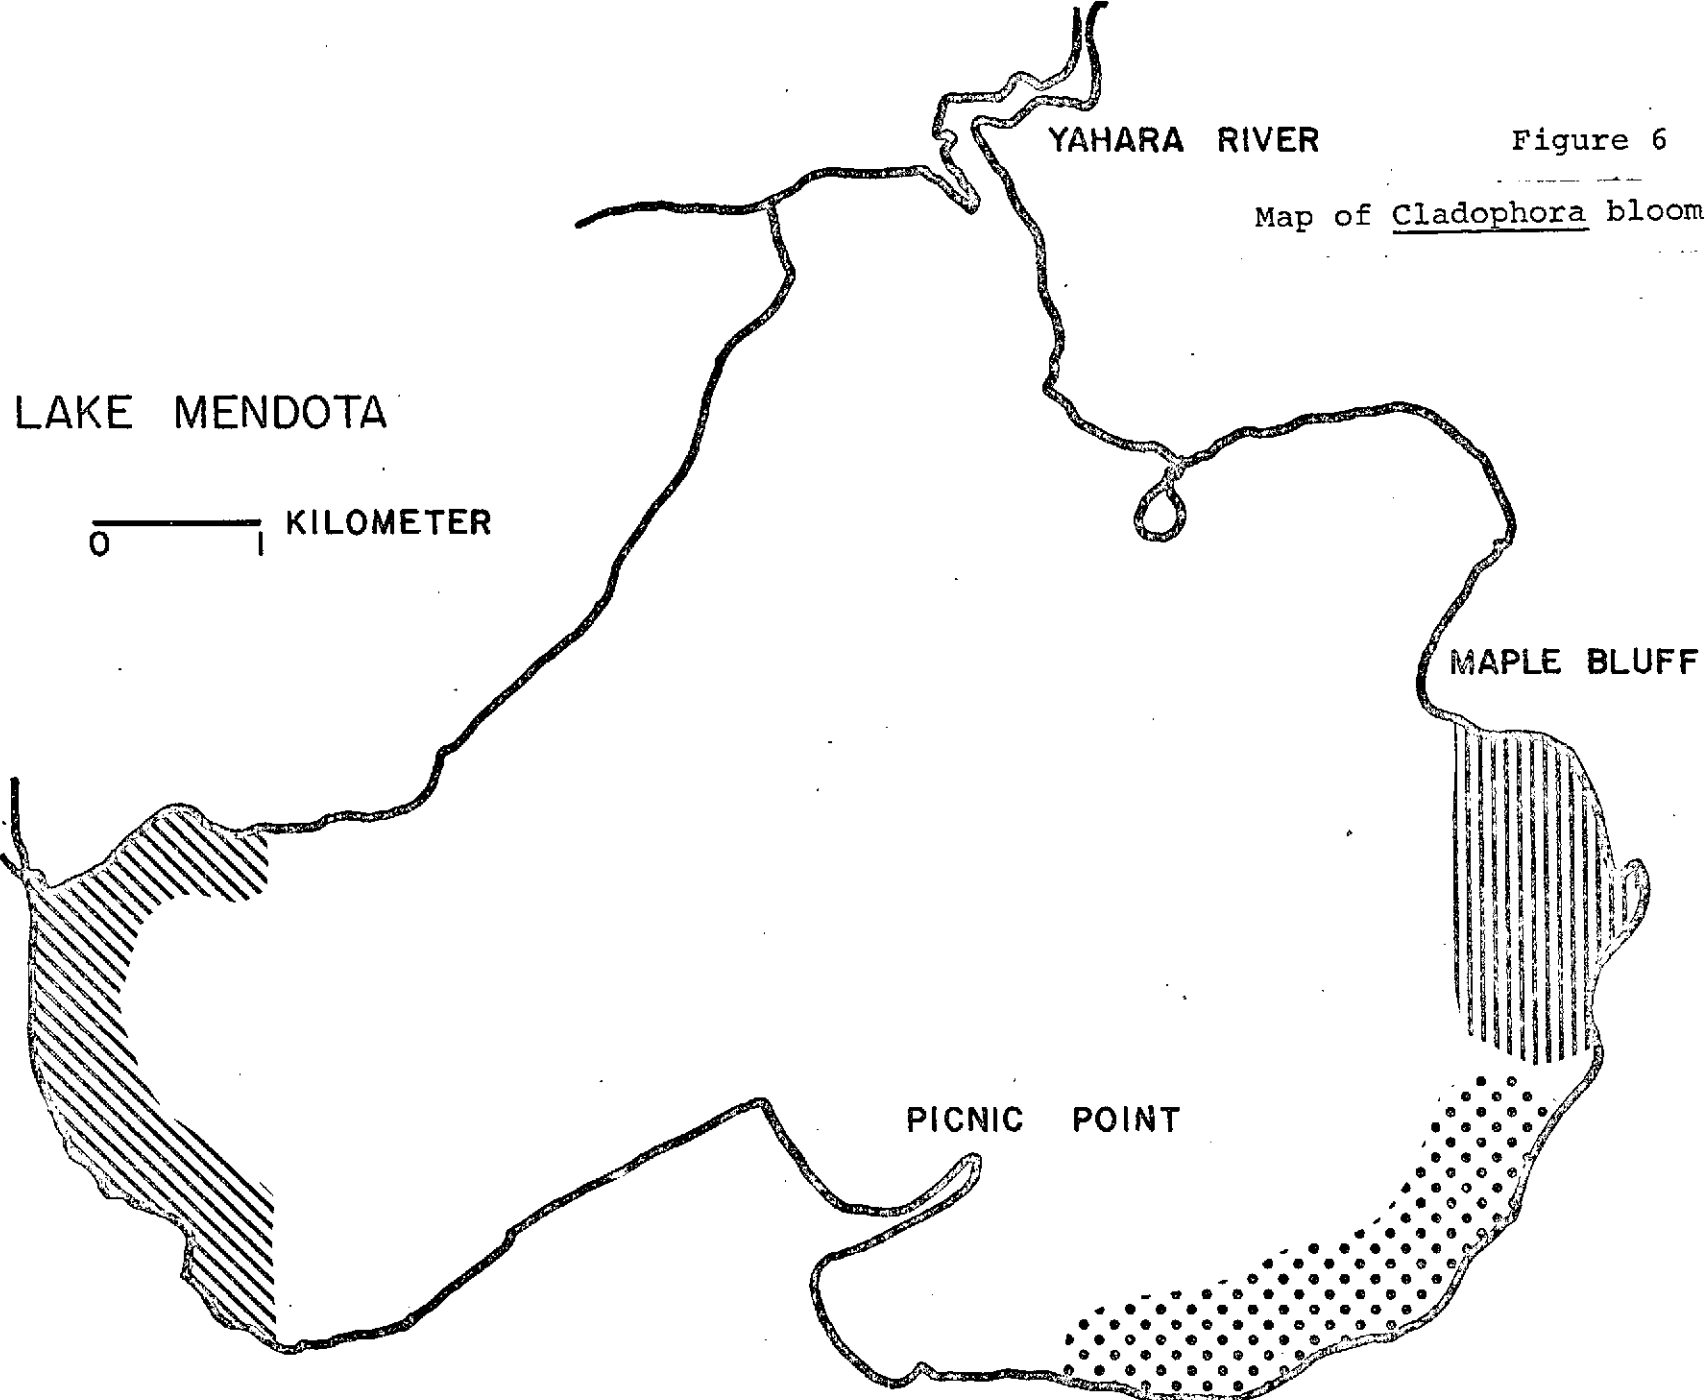 YAHARA RIVER
Figure 6
Map of Cladophora bloom
LAKE MENDOTA
KILOMETER
0 1
MAPLE BLUFF
PICNIC POINT